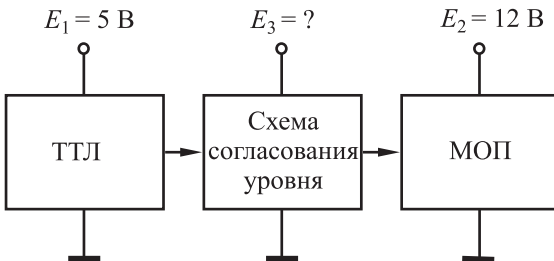 E₁ = 5 В
E₃ = ?
E₂ = 12 В
ТТЛ
Схема
согласования
уровня
МОП